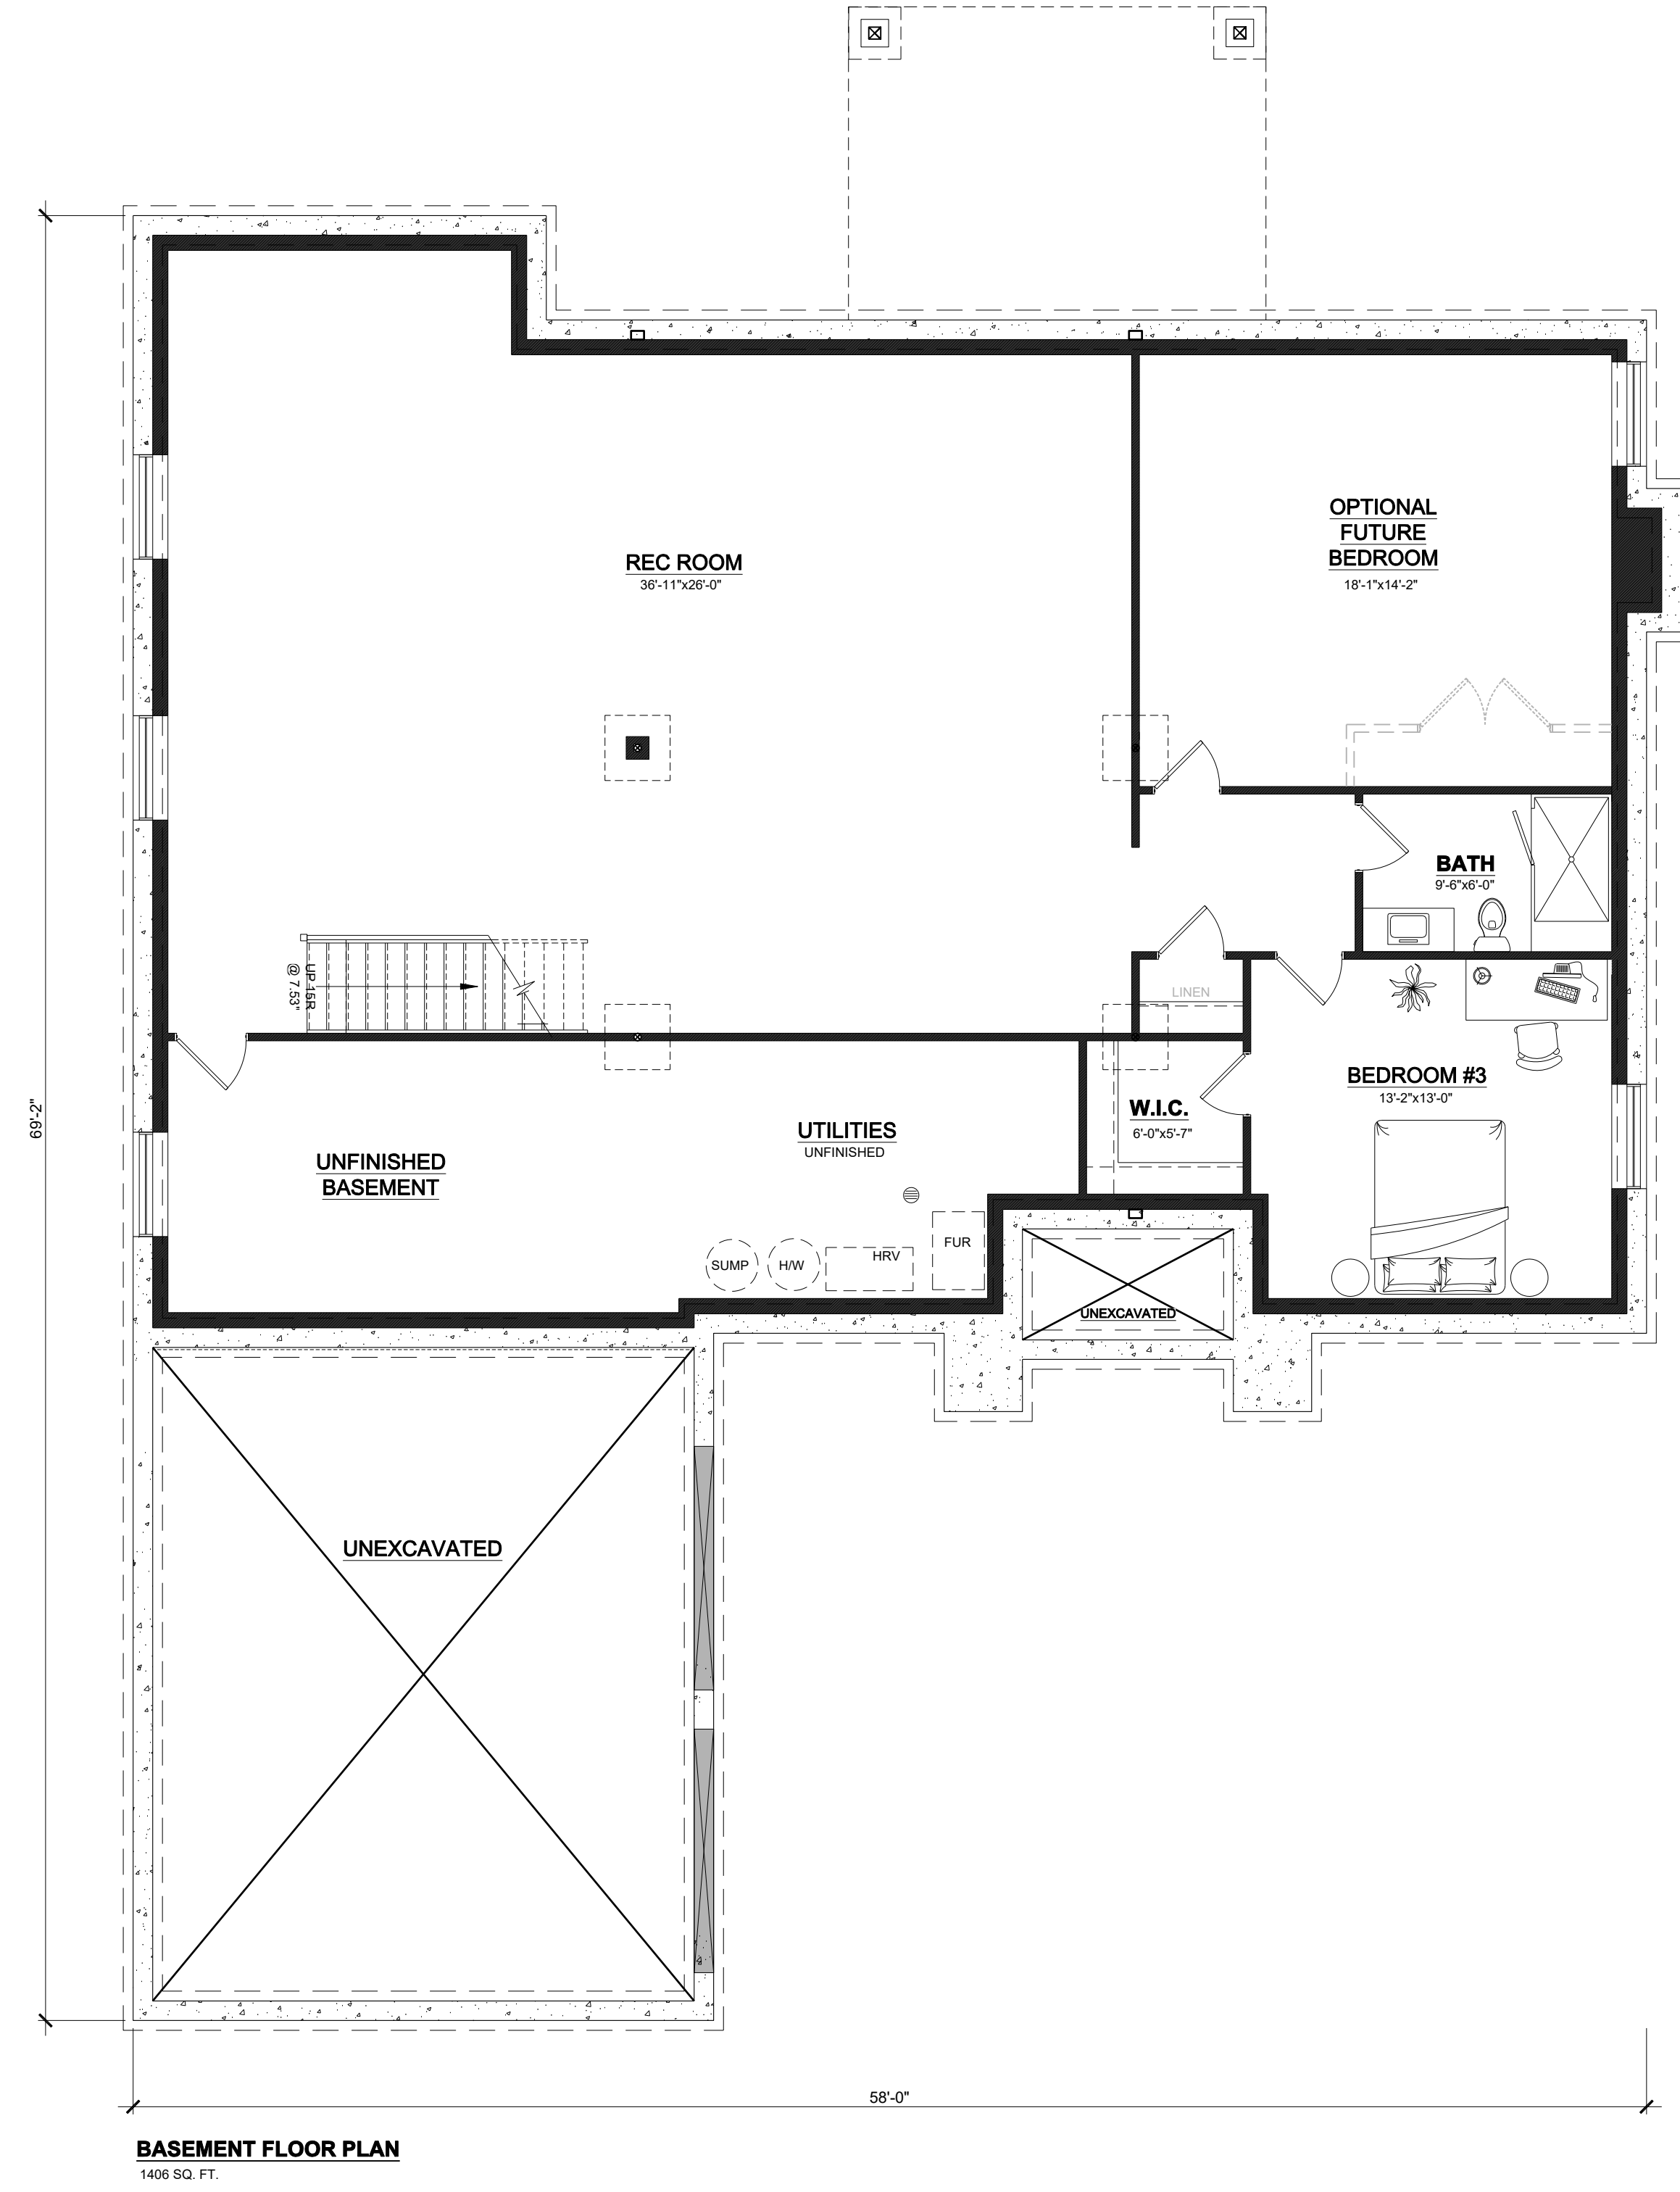 REC ROOM
36'-11"x26'-0"
OPTIONAL
FUTURE
BEDROOM
18'-1"x14'-2"
BATH
9'-6"x6'-0"
UP 15R
@ 7.53"
LINEN
BEDROOM #3
13'-2"x13'-0"
W.I.C.
6'-0"x5'-7"
UTILITIES
UNFINISHED
UNFINISHED
BASEMENT
69'-2"
SUMP
H/W
HRV
FUR
UNEXCAVATED
UNEXCAVATED
58'-0"
BASEMENT FLOOR PLAN
1406 SQ. FT.